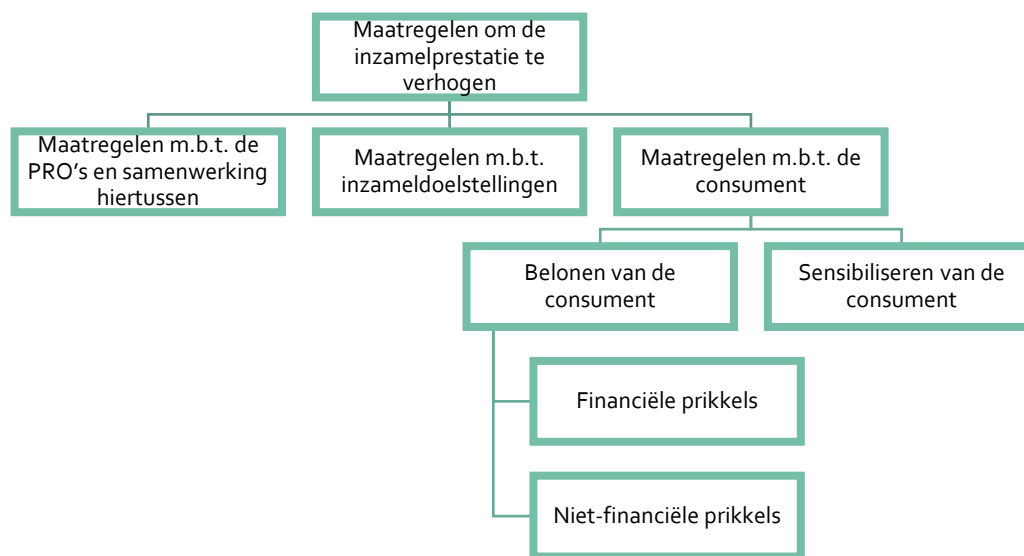 Maatregelen om de
inzamelprestatie te
verhogen
Maatregelen m.b.t. de
PRO's en samenwerking
hiertussen
Maatregelen m.b.t.
inzameldoelstellingen
Maatregelen m.b.t. de
consument
Belonen van de
consument
Sensibiliseren van de
consument
Financiële prikkels
Niet-financiële prikkels